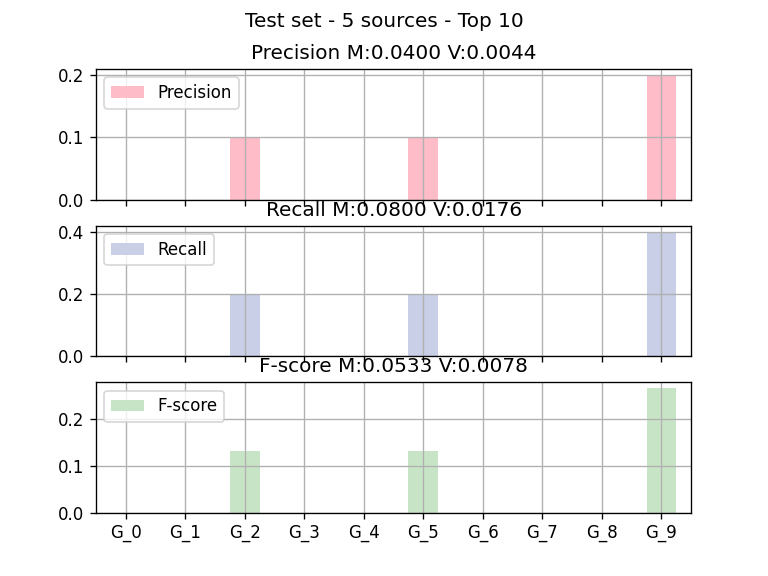 Test set - 5 sources - Top 10
Precision M:0.0400 V:0.0044
0.2
Precision
0.1
0.0
Recall M:0.0800 V:0.0176
0.4
Recall
0.2
0.0
F-score M:0.0533 V:0.0078
F-score
0.2
0.1
0.0
G_0 G_1 G_2 G_3 G_4 G_5 G_6 G_7 G_8 G_9